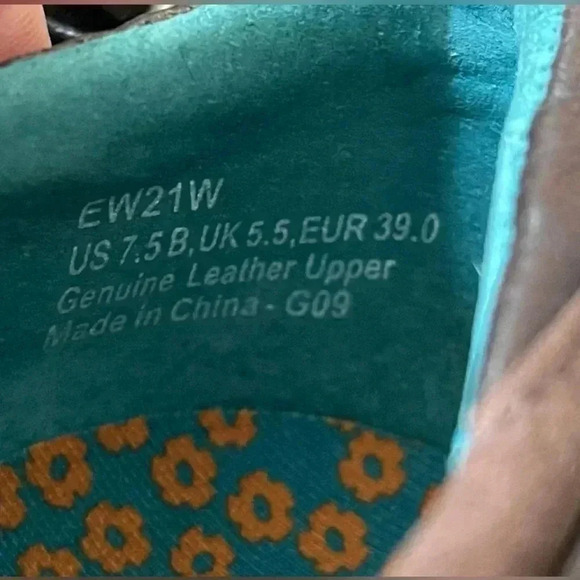 EW21W
US 7.5 B, UK 5.5, EUR 39.0
Genuine Leather Upper
Made in China - G09